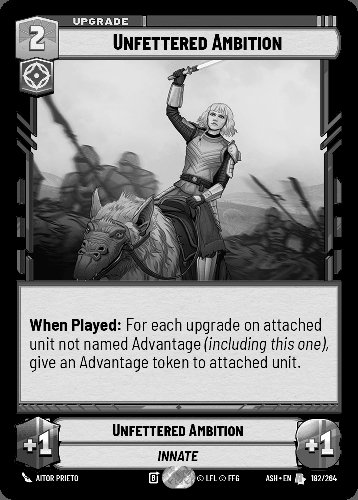 UPGRADE
2
UNFETTERED AMBITION
When Played: For each upgrade on attached
unit not named Advantage (including this one),
give an Advantage token to attached unit.
+1
UNFETTERED AMBITION
+1
INNATE
AITOR PRIETO
© LFL © FFG
ASH • EN
182/264